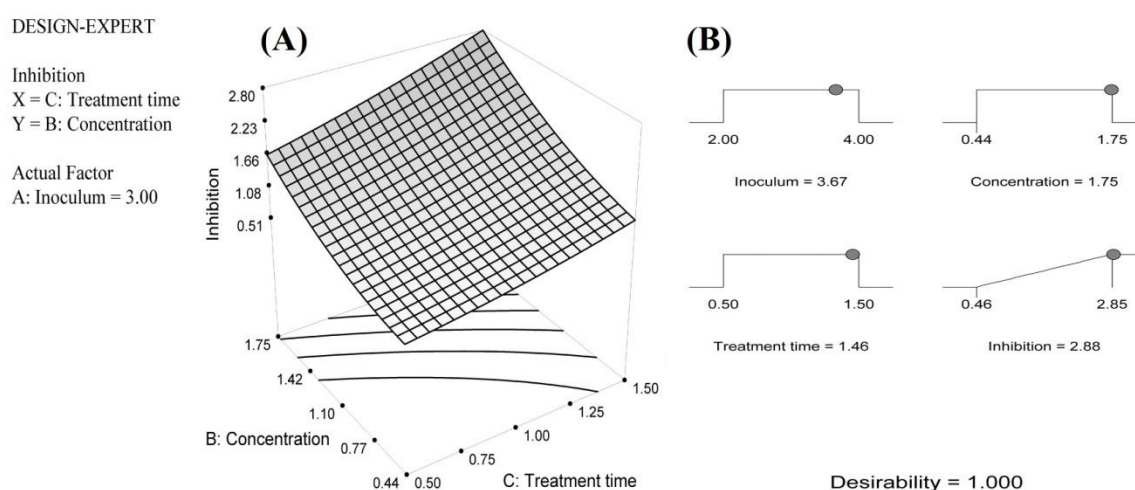 DESIGN-EXPERT
Inhibition
X = C: Treatment time
Y = B: Concentration
Actual Factor
A: Inoculum = 3.00
(A)
2.80
2.23
1.66
1.08
0.51
Inhibition
1.75
1.42
1.10
0.77
0.44
B: Concentration
0.50
0.75
1.00
1.25
1.50
C: Treatment time
(B)
2.00 4.00
Inoculum = 3.67
0.44 1.75
Concentration = 1.75
0.50 1.50
Treatment time = 1.46
0.46 2.85
Inhibition = 2.88
Desirability = 1.000